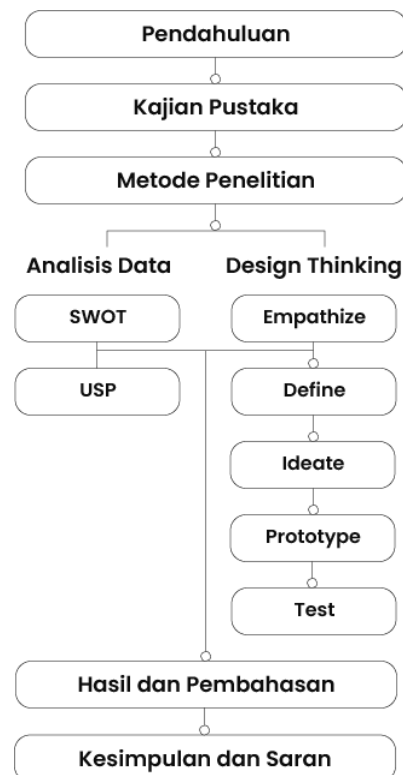 Pendahuluan
Kajian Pustaka
Metode Penelitian
Analisis Data
SWOT
USP
Design Thinking
Empathize
Define
Ideate
Prototype
Test
Hasil dan Pembahasan
Kesimpulan dan Saran